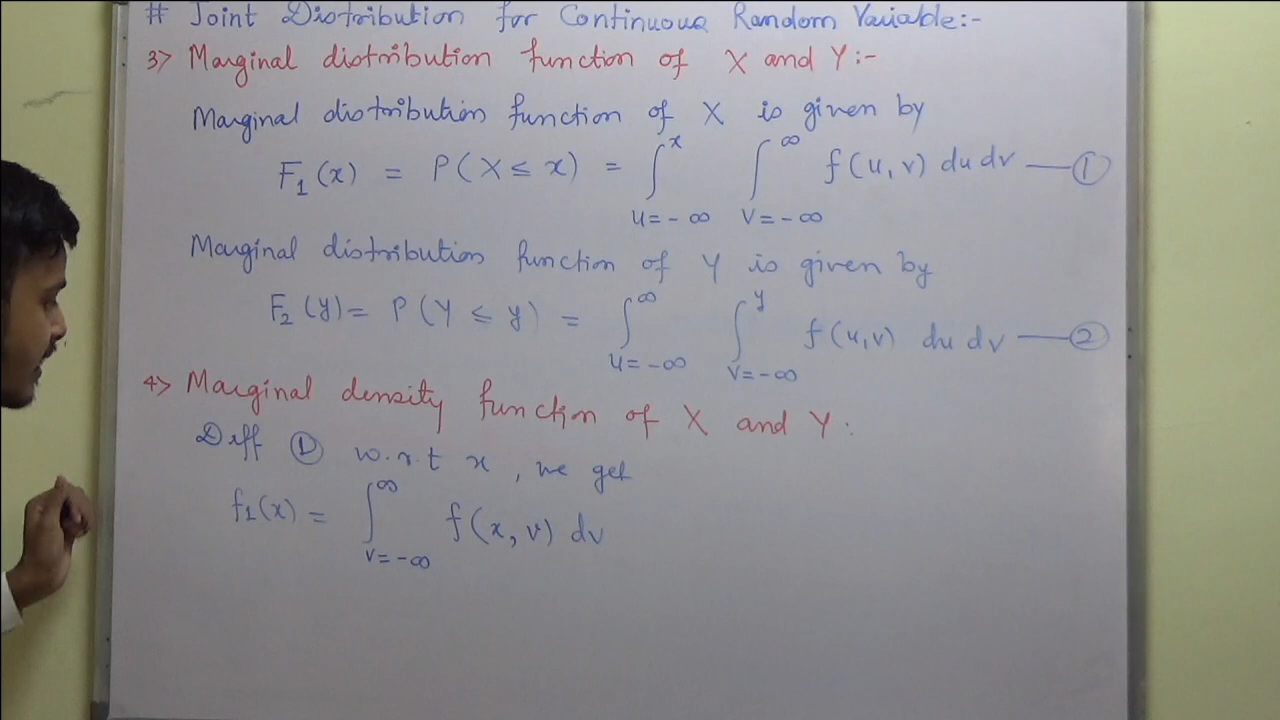 # Joint Distribution for Continuous Random Variable:-
3> Marginal distribution function of X and Y:-
Marginal distribution function of X is given by
F₁(x) = P(X ≤ x) = ∫_{u=-∞}^{x} ∫_{v=-∞}^{∞} f(u,v) du dv — ①
Marginal distribution function of Y is given by
F₂(y) = P(Y ≤ y) = ∫_{u=-∞}^{∞} ∫_{v=-∞}^{y} f(u,v) du dv — ②
4> Marginal density function of X and Y:
Diff ① w.r.t x, we get
f₁(x) = ∫_{v=-∞}^{∞} f(x,v) dv